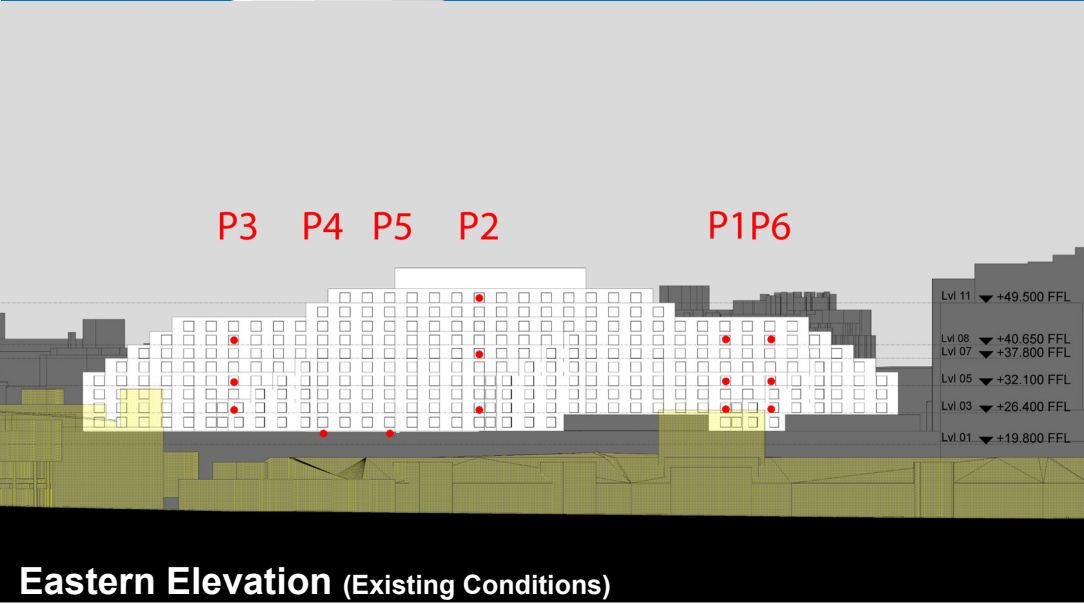 P3 P4 P5 P2 P1 P6
Lvl 11 +49.500 FFL
Lvl 08 +40.650 FFL
Lvl 07 +37.800 FFL
Lvl 05 +32.100 FFL
Lvl 03 +26.400 FFL
Lvl 01 +19.800 FFL
Eastern Elevation (Existing Conditions)